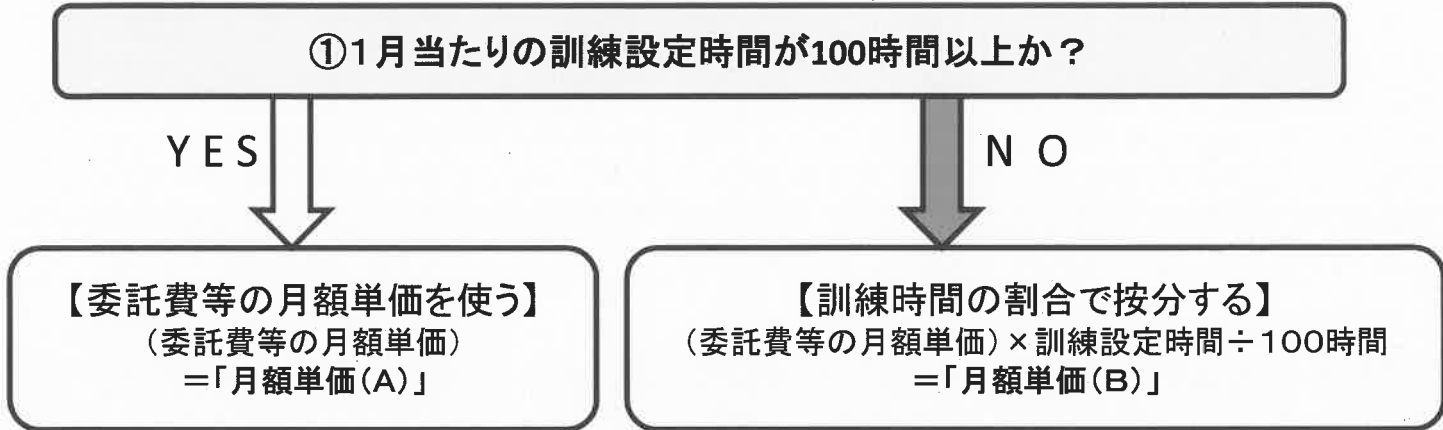 ①1月当たりの訓練設定時間が100時間以上か？
YES
NO
【委託費等の月額単価を使う】
（委託費等の月額単価）
＝「月額単価（A）」
【訓練時間の割合で按分する】
（委託費等の月額単価）×訓練設定時間÷100時間
＝「月額単価（B）」